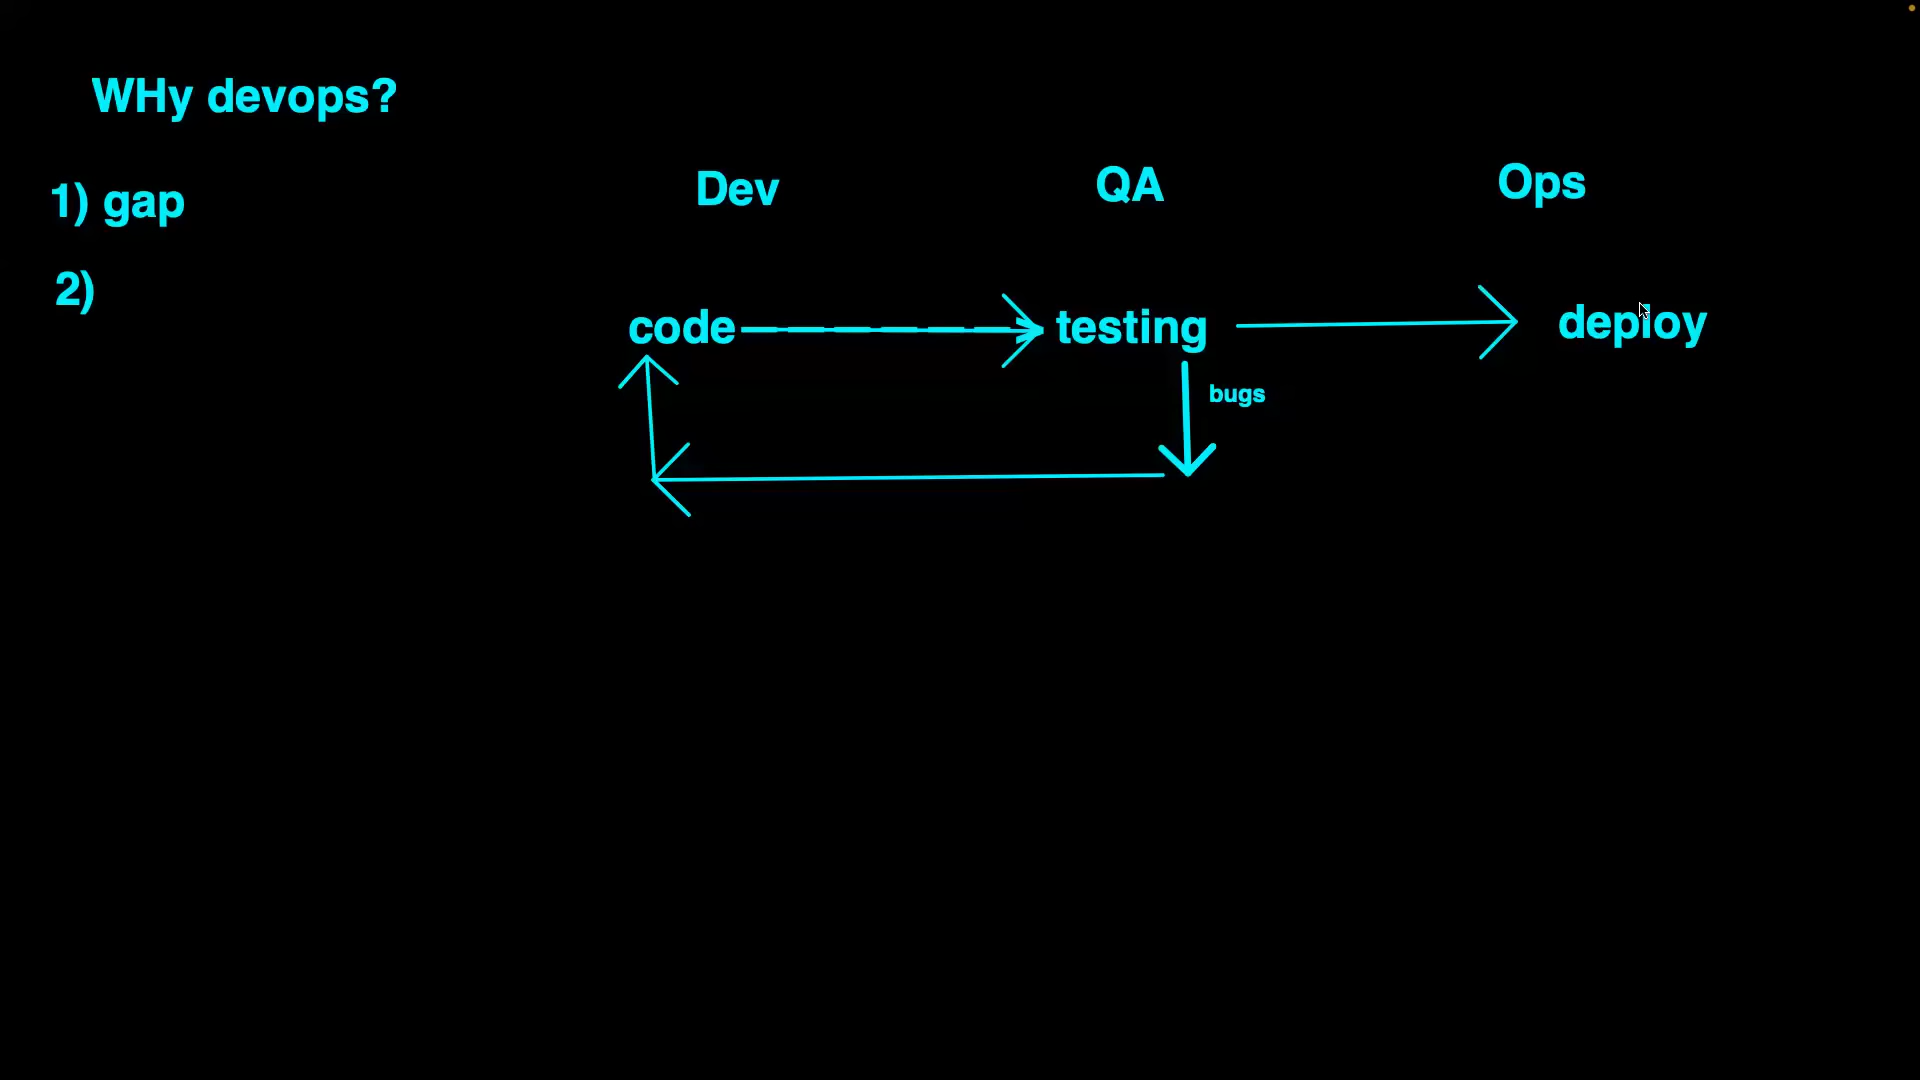 WHy devops?
1) gap
2)
Dev
QA
Ops
code
testing
deploy
bugs